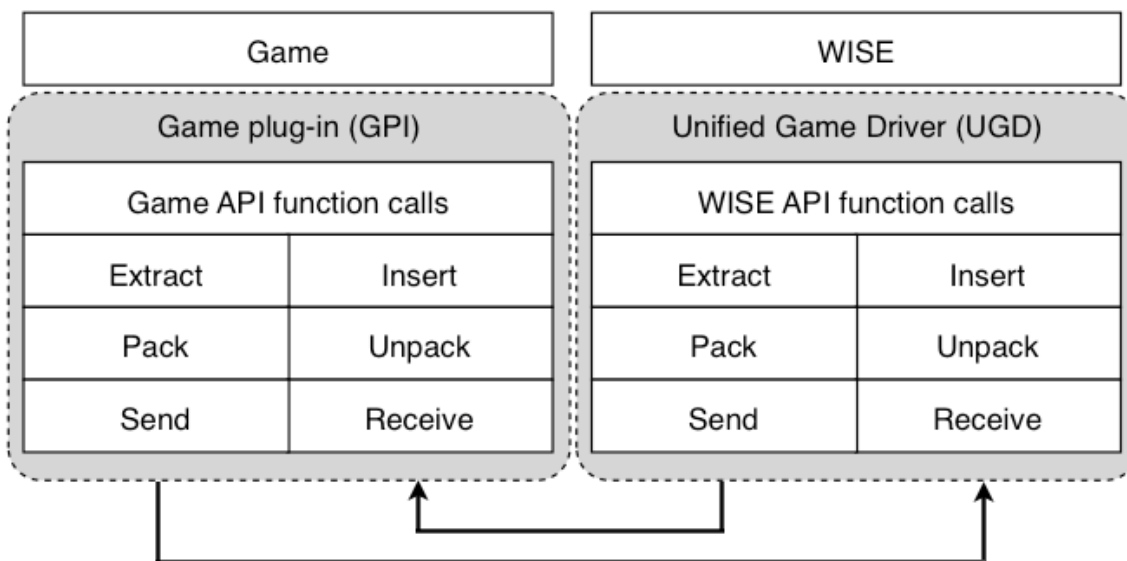 Game
WISE
Game plug-in (GPI)
Unified Game Driver (UGD)
Game API function calls
WISE API function calls
Extract
Insert
Extract
Insert
Pack
Unpack
Pack
Unpack
Send
Receive
Send
Receive